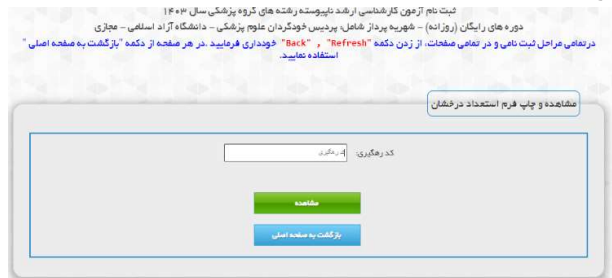 ثبت نام آزمون کارشناسی ارشد ناپیوسته رشته های گروه پزشکی سال ۱۴۰۳
دوره های رایگان (روزانه) – شهریه پرداز شامل: پردیس خودگردان علوم پزشکی – دانشگاه آزاد اسلامی – مجازی
درتمامی مراحل ثبت نامی و در تمامی صفحات، از زدن دکمه "Refresh" , "Back" خودداری فرمایید .در هر صفحه از دکمه "بازگشت به صفحه اصلی "
استفاده نمایید.
مشاهده و چاپ فرم استعداد درخشان
کد رهگیری: کد رهگیری
مشاهده
بازگشت به صفحه اصلی